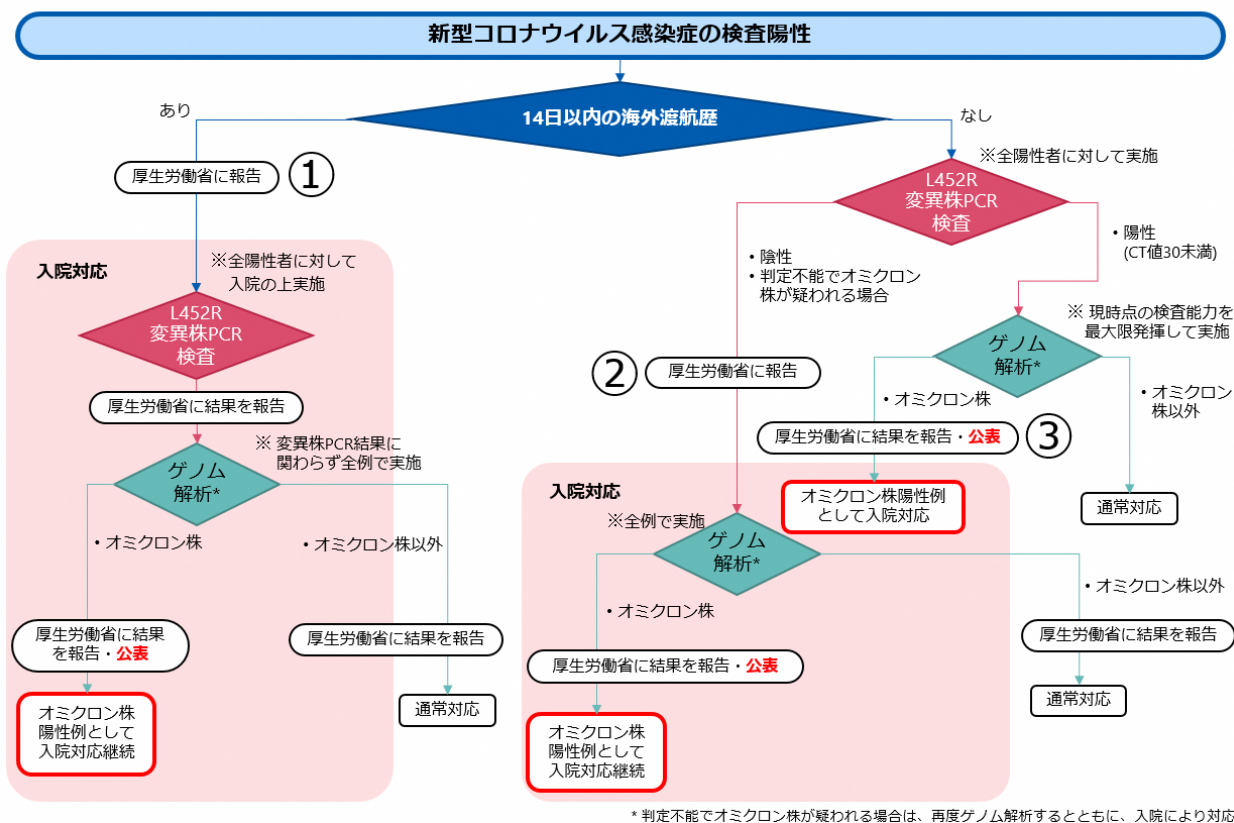 新型コロナウイルス感染症の検査陽性
14日以内の海外渡航歴
あり
なし
厚生労働省に報告
①
入院対応
※全陽性者に対して
入院の上実施
L452R
変異株PCR
検査
厚生労働省に結果を報告
※ 変異株PCR結果に
関わらず全例で実施
ゲノム
解析*
・オミクロン株
・オミクロン株以外
厚生労働省に結果
を報告・公表
厚生労働省に結果を報告
オミクロン株
陽性例として
入院対応継続
通常対応
※全陽性者に対して実施
L452R
変異株PCR
検査
・陰性
・判定不能でオミクロン
株が疑われる場合
・陽性
(CT値30未満)
②
厚生労働省に報告
※ 現時点の検査能力を
最大限発揮して実施
ゲノム
解析*
・オミクロン株
・オミクロン
株以外
厚生労働省に結果を報告・公表
③
オミクロン株陽性例
として入院対応
通常対応
入院対応
※全例で実施
ゲノム
解析*
・オミクロン株
・オミクロン株以外
厚生労働省に結果を報告・公表
厚生労働省に結果を報告
オミクロン株
陽性例として
入院対応継続
通常対応
* 判定不能でオミクロン株が疑われる場合は、再度ゲノム解析するとともに、入院により対応